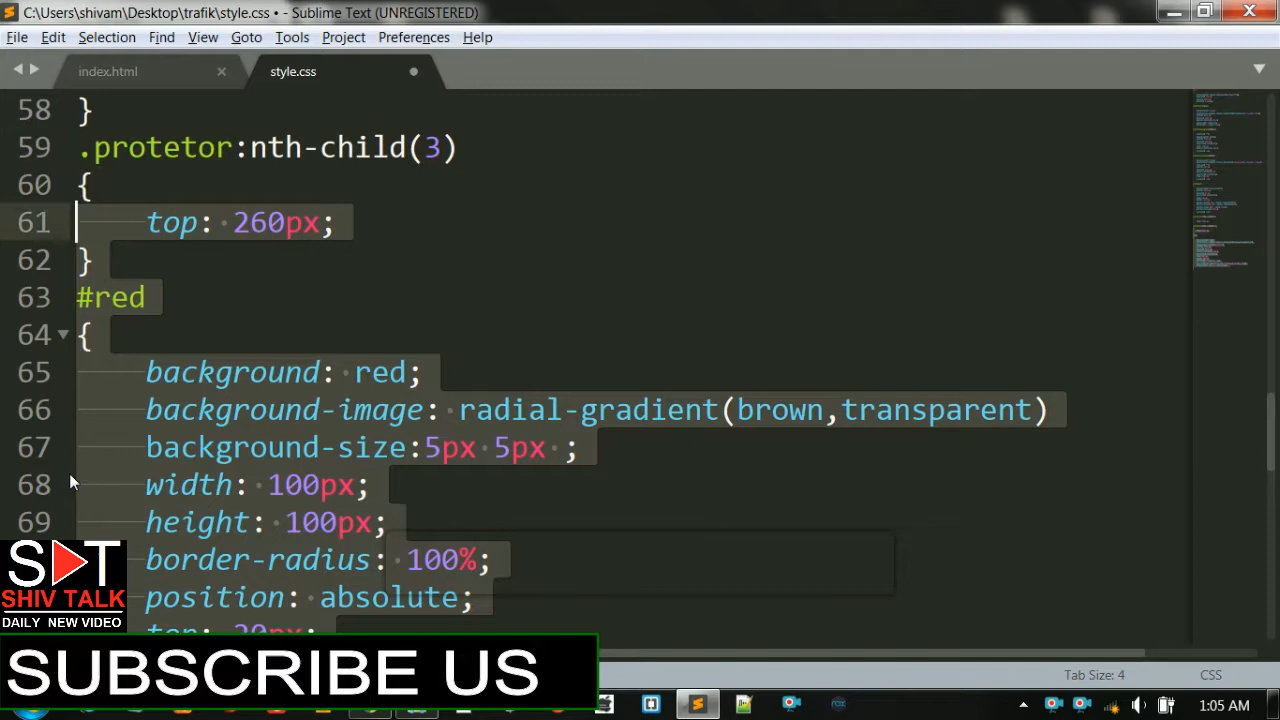 C:\Users\shivam\Desktop\trafik\style.css • - Sublime Text (UNREGISTERED)
File Edit Selection Find View Goto Tools Project Preferences Help
index.html style.css
58 }
59 .protetor:nth-child(3)
60 {
61 top: 260px;
62 }
63 #red
64 {
65 background: red;
66 background-image: radial-gradient(brown,transparent)
67 background-size:5px 5px ;
68 width: 100px;
69 height: 100px;
border-radius: 100%;
position: absolute;
top: 20px;
S T
SHIV TALK
DAILY NEW VIDEO
SUBSCRIBE US
Tab Size: 4 CSS
1:05 AM